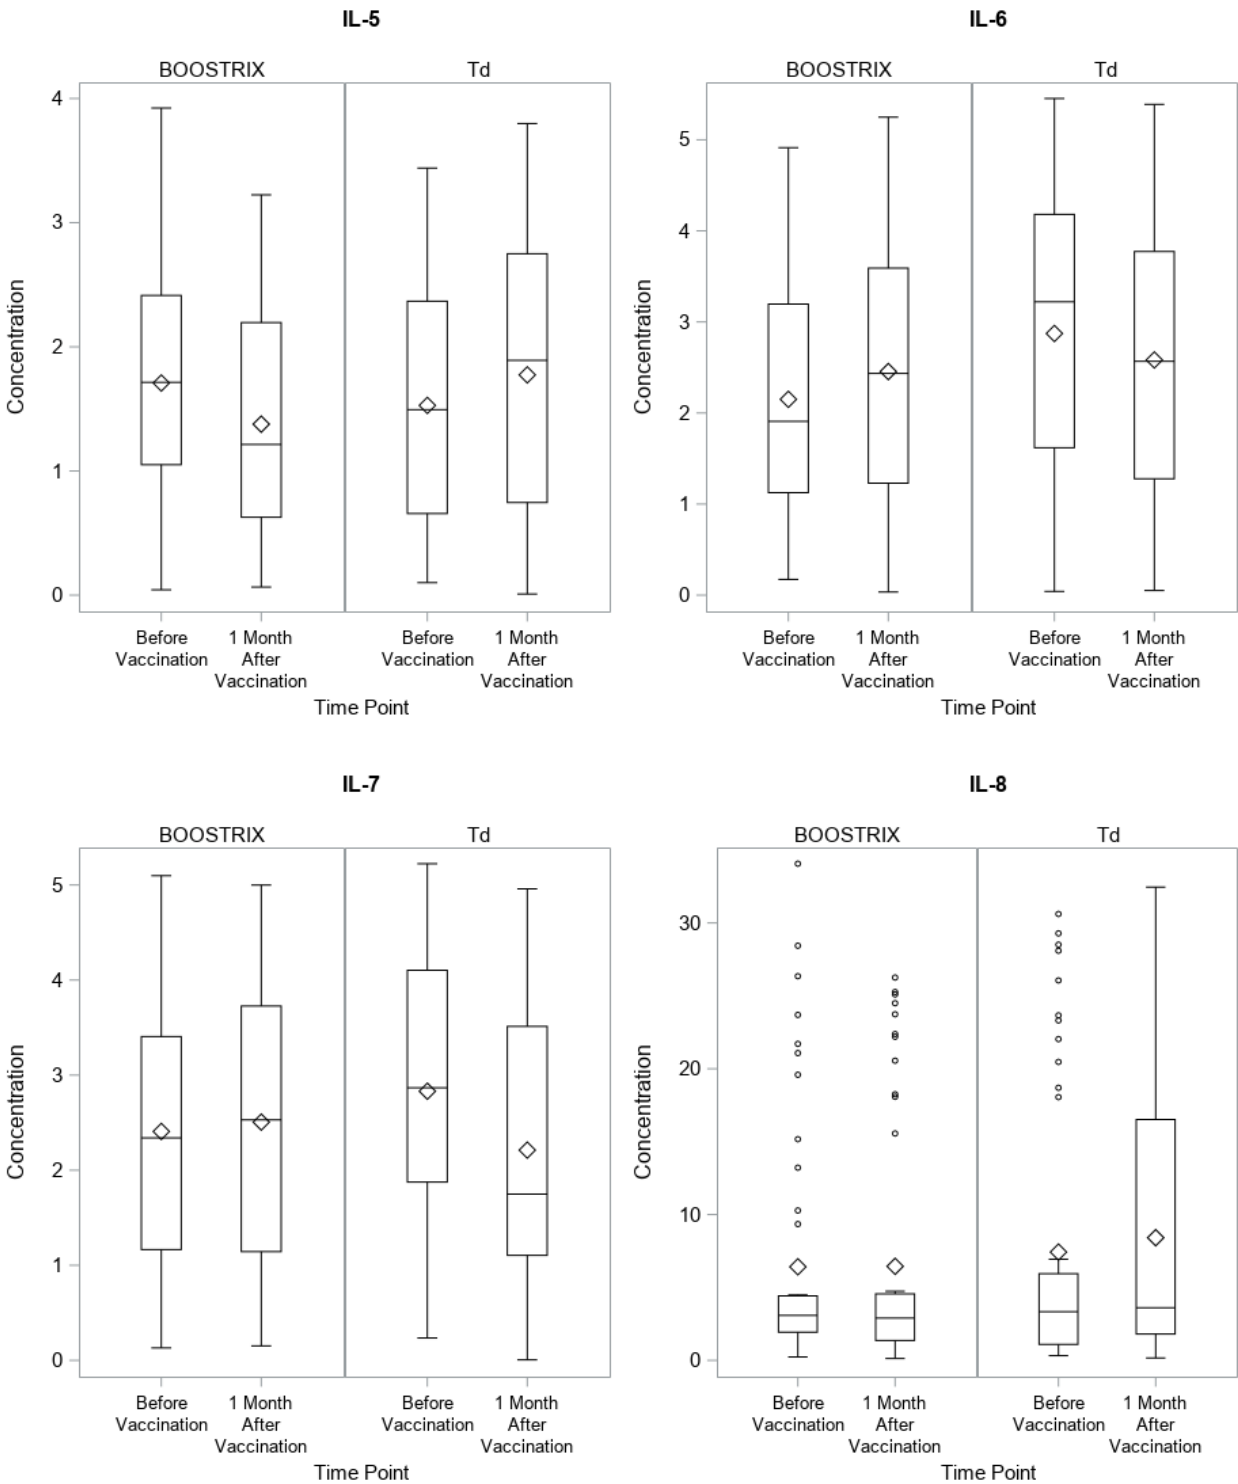 IL-5
BOOSTRIX Td
4
3
2
1
0
Concentration
Before Vaccination
1 Month After Vaccination
Before Vaccination
1 Month After Vaccination
Time Point
IL-6
BOOSTRIX Td
5
4
3
2
1
0
Concentration
Before Vaccination
1 Month After Vaccination
Before Vaccination
1 Month After Vaccination
Time Point
IL-7
BOOSTRIX Td
5
4
3
2
1
0
Concentration
Before Vaccination
1 Month After Vaccination
Before Vaccination
1 Month After Vaccination
Time Point
IL-8
BOOSTRIX Td
30
20
10
0
Concentration
Before Vaccination
1 Month After Vaccination
Before Vaccination
1 Month After Vaccination
Time Point